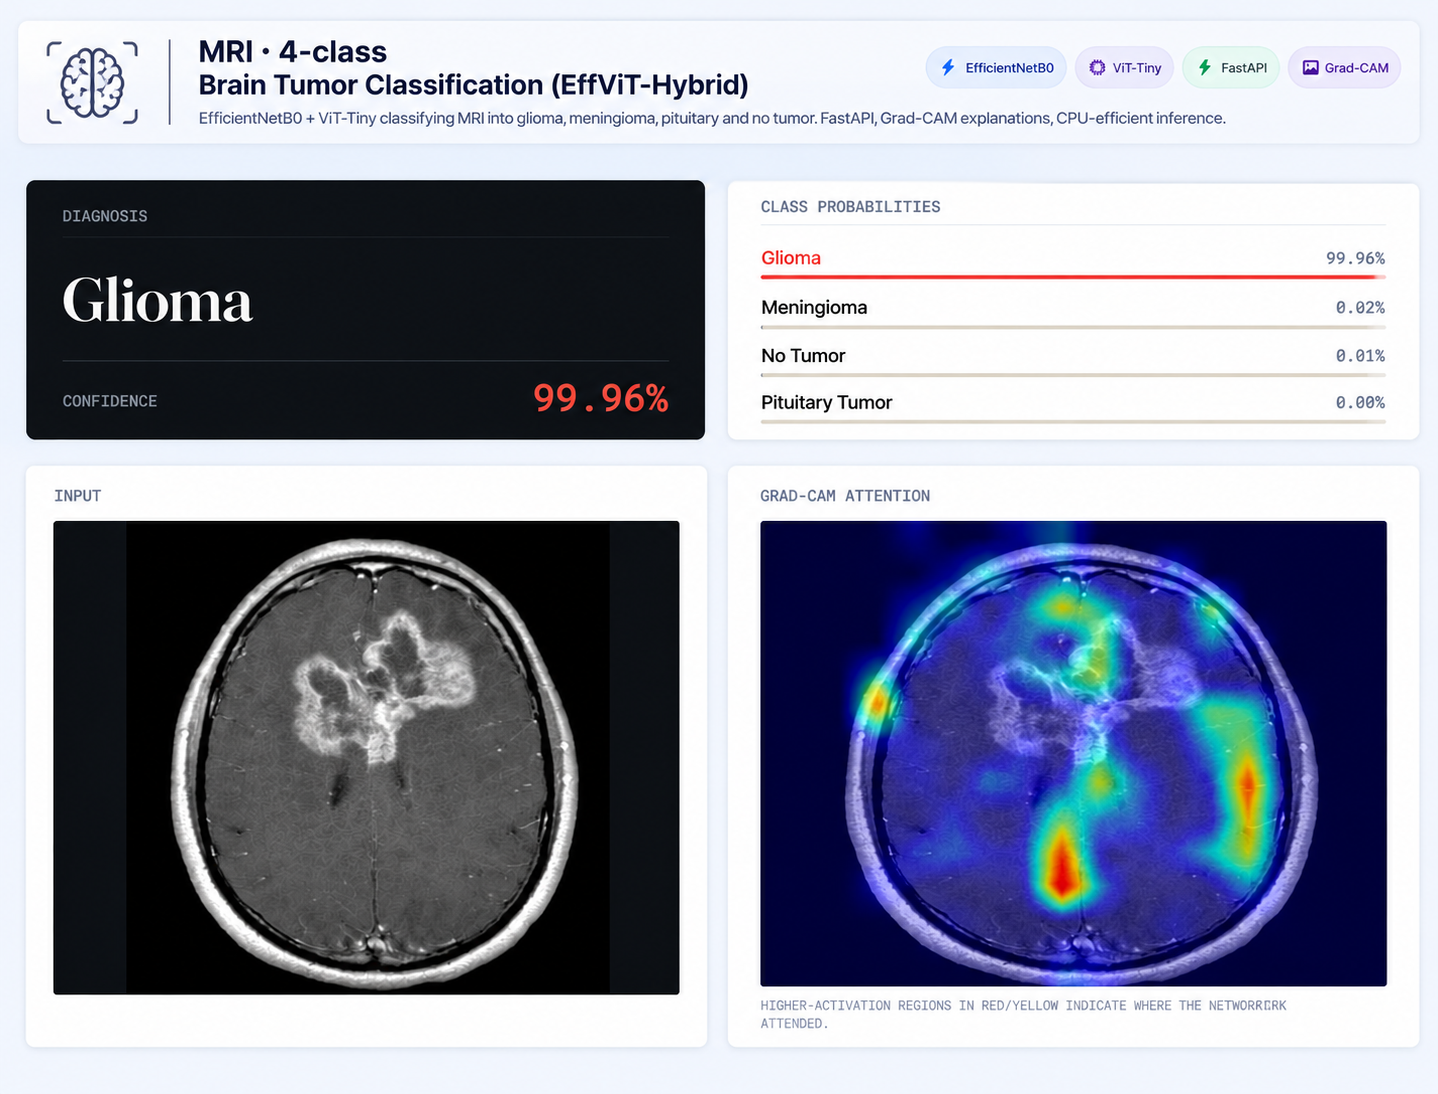 MRI · 4-class
Brain Tumor Classification (EffViT-Hybrid)
EfficientNetB0 + ViT-Tiny classifying MRI into glioma, meningioma, pituitary and no tumor. FastAPI, Grad-CAM explanations, CPU-efficient inference.
EfficientNetB0
ViT-Tiny
FastAPI
Grad-CAM
DIAGNOSIS
Glioma
CONFIDENCE 99.96%
CLASS PROBABILITIES
Glioma 99.96%
Meningioma 0.02%
No Tumor 0.01%
Pituitary Tumor 0.00%
INPUT
GRAD-CAM ATTENTION
HIGHER-ACTIVATION REGIONS IN RED/YELLOW INDICATE WHERE THE
ATTENDED.